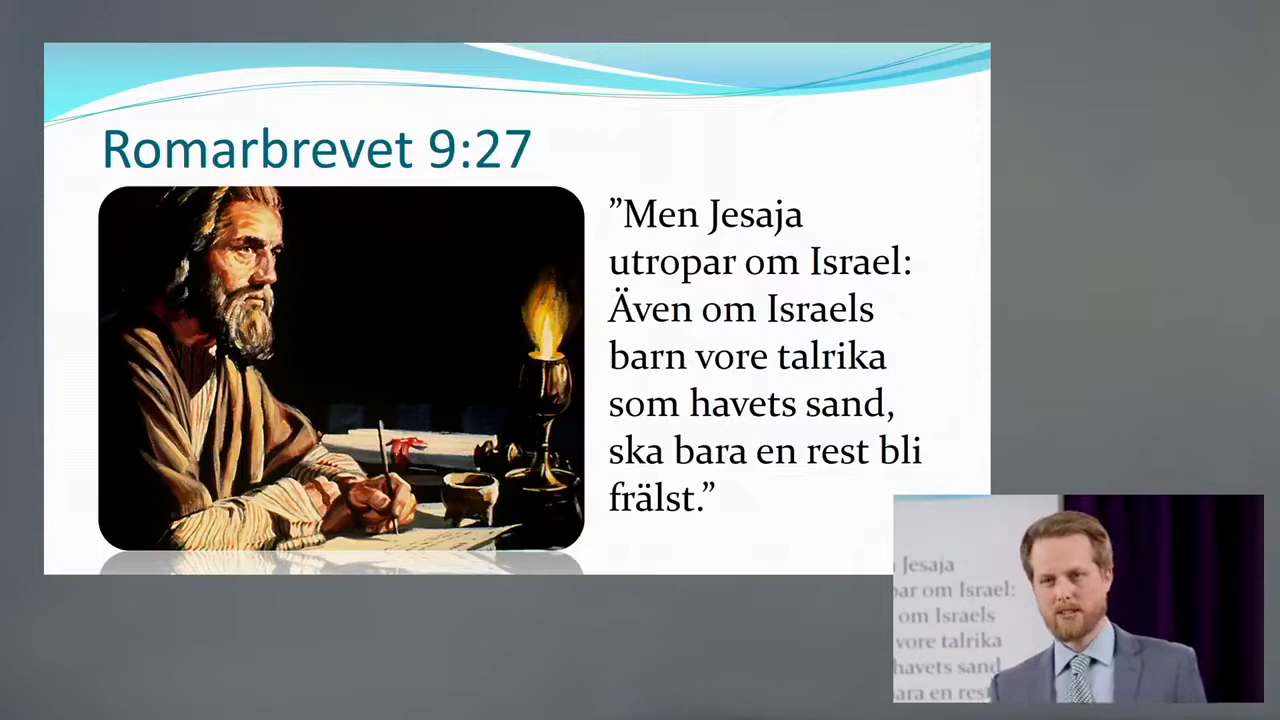 Romarbrevet 9:27
”Men Jesaja
utropar om Israel:
Även om Israels
barn vore talrika
som havets sand,
ska bara en rest bli
frälst.”
Jesaja
par om Israel:
om Israels
vore talrika
havets sand,
bara en rest